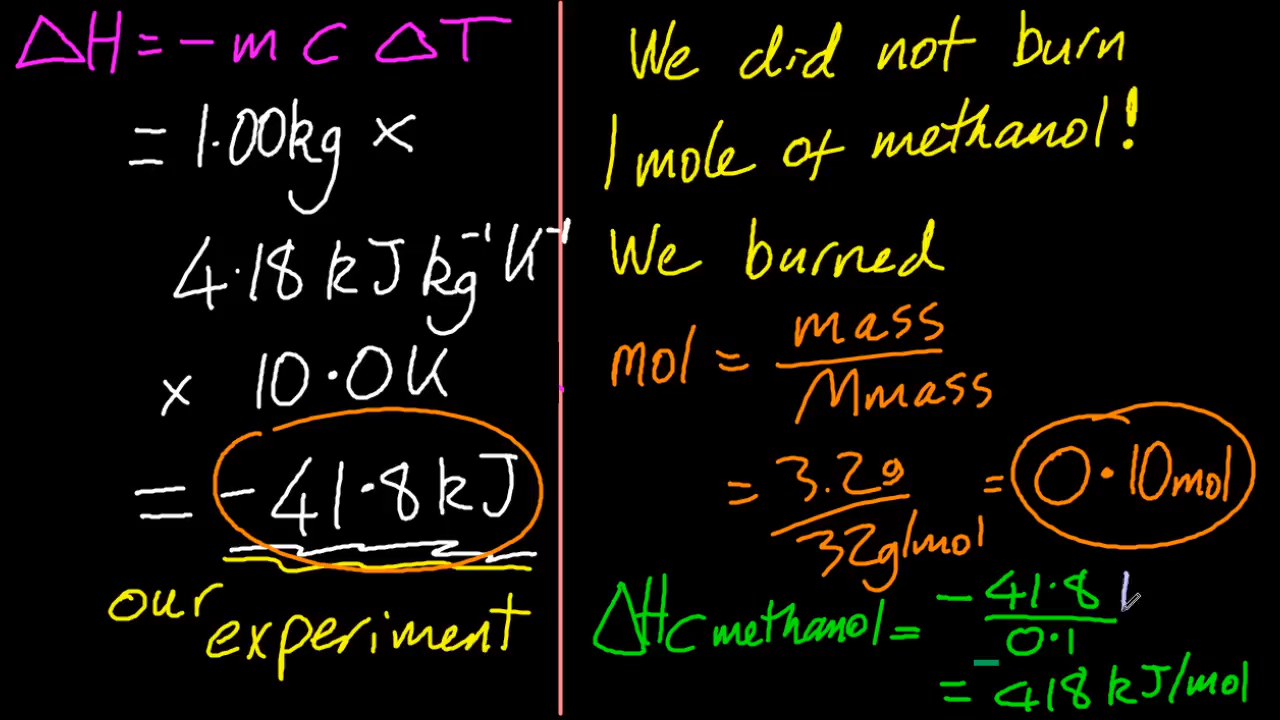 ΔH = - m C ΔT
= 1.00kg ×
4.18 kJ kg⁻¹ K⁻¹
× 10.0K
= - 41.8 kJ
our experiment
We did not burn
1 mole of methanol!
We burned
mol = mass / Mmass
= 3.2g / 32g/mol = 0.10mol
ΔHc methanol = - 41.8 / 0.1
= - 418 kJ/mol